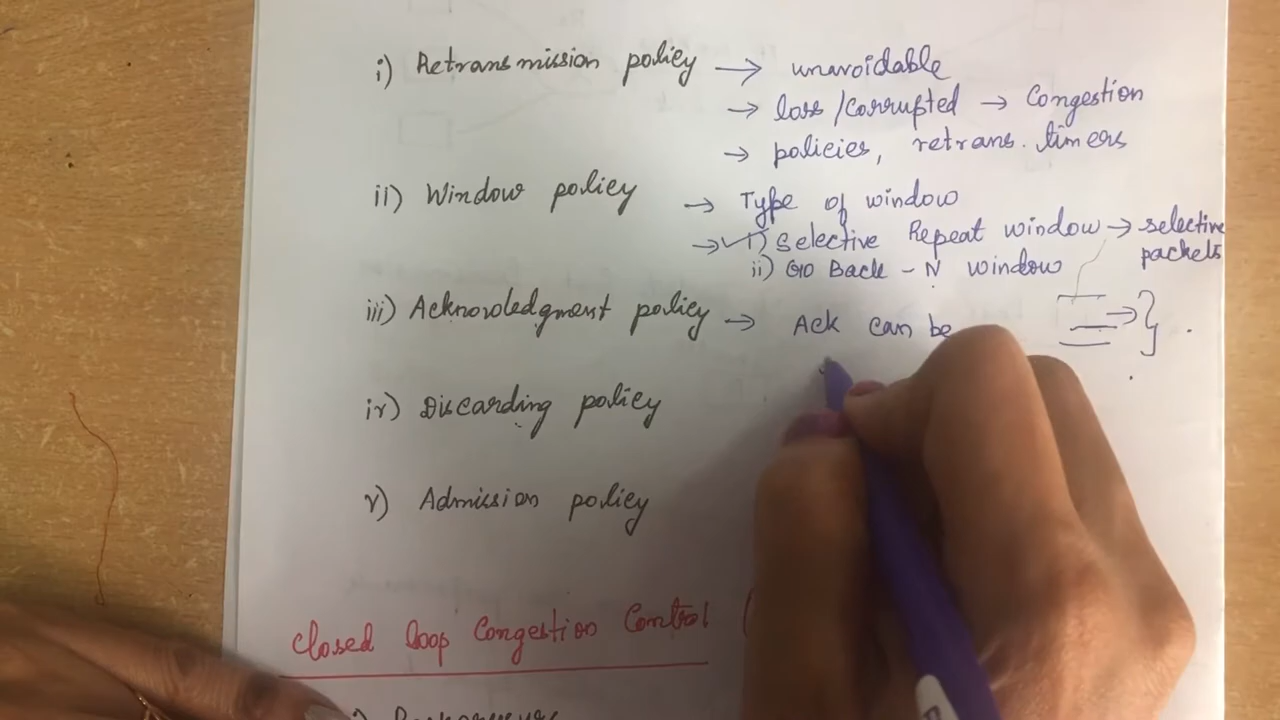 i) Retransmission policy → unavoidable
→ loss/corrupted → Congestion
→ policies, retrans. timers
ii) Window policy → Type of window
→ ✓ i) Selective Repeat window → selective packets
ii) Go Back - N window
iii) Acknowledgment policy → Ack can be
iv) Discarding policy
v) Admission policy
Closed loop Congestion Control (